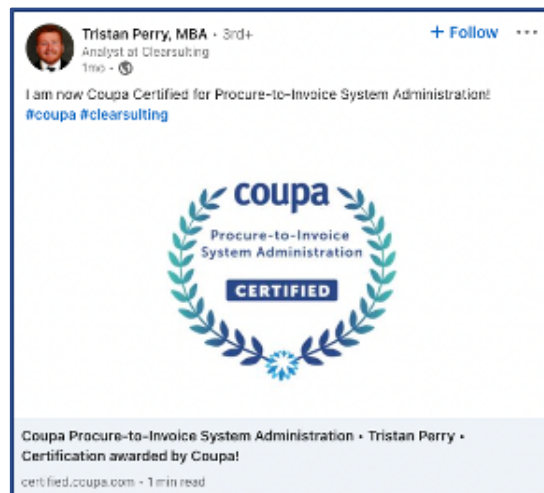 Tristan Perry, MBA • 3rd+
+ Follow ...
Analyst at Clearsulting
1mo •
I am now Coupa Certified for Procure-to-Invoice System Administration!
#coupa #clearsulting
coupa
Procure-to-Invoice
System Administration
CERTIFIED
Coupa Procure-to-Invoice System Administration • Tristan Perry •
Certification awarded by Coupa!
certified.coupa.com • 1 min read